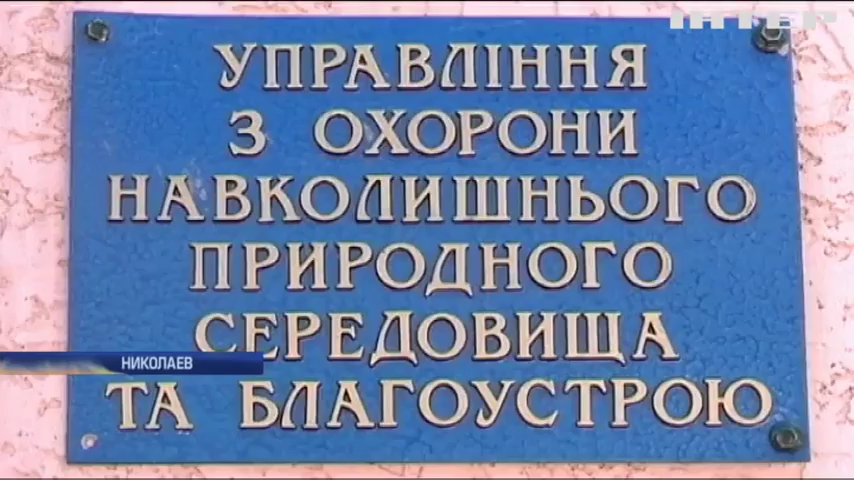 ІНТЕР
УПРАВЛІННЯ
З ОХОРОНИ
НАВКОЛИШНЬОГО
ПРИРОДНОГО
СЕРЕДОВИЩА
НИКОЛАЕВ
ТА БЛАГОУСТРОЮ